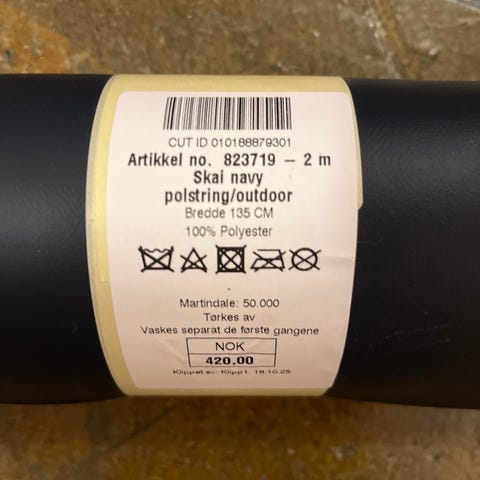 CUT ID 010188879301
Artikkel no. 823719 – 2 m
Skai navy
polstring/outdoor
Bredde 135 CM
100% Polyester
Martindale: 50.000
Tørkes av
Vaskes separat de første gangene
NOK
420,00
Klippet av: Klipp1, 18.10.25